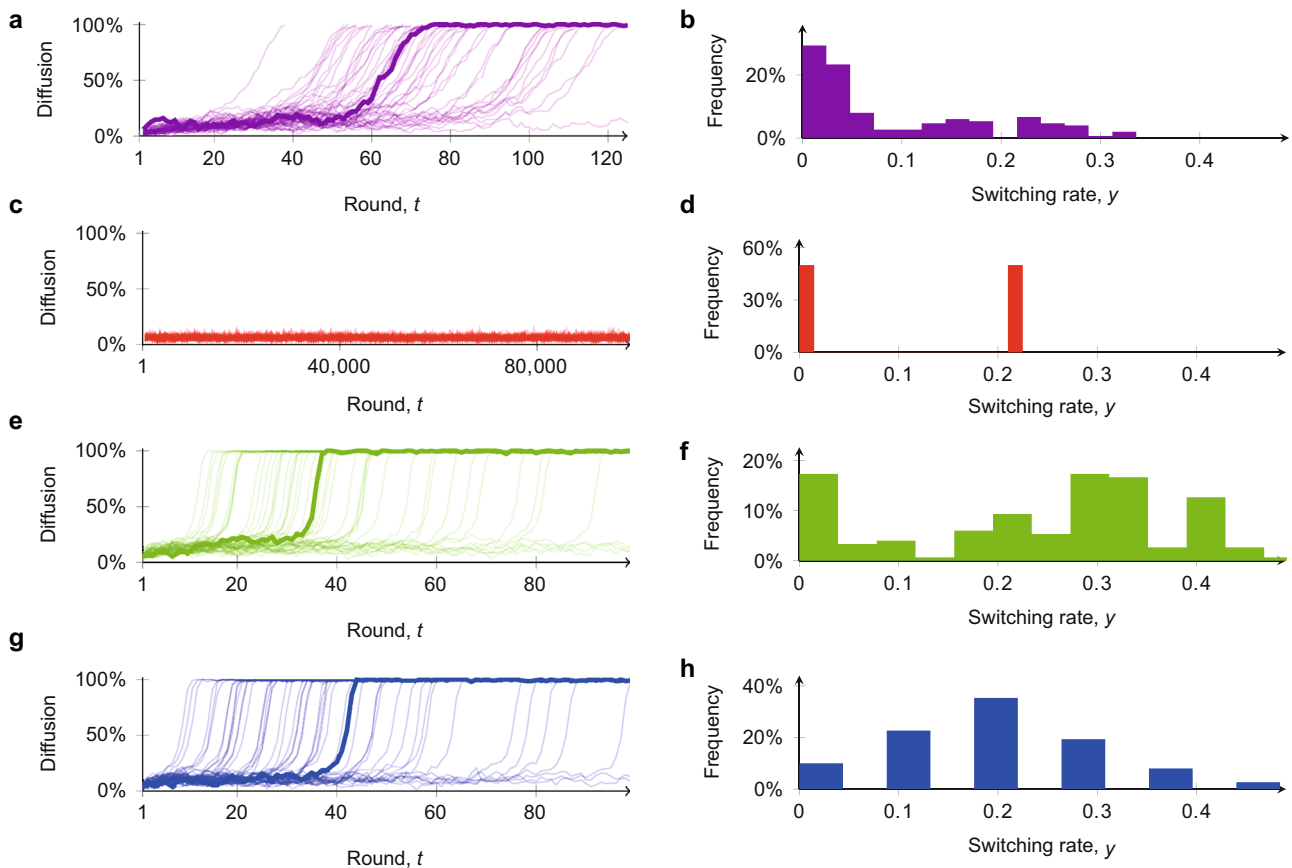 a
100%
50%
0%
Diffusion
1 20 40 60 80 100 120
Round, t
b
20%
0%
Frequency
0 0.1 0.2 0.3 0.4
Switching rate, y
c
100%
50%
0%
Diffusion
1 40,000 80,000
Round, t
d
60%
30%
0%
Frequency
0 0.1 0.2 0.3 0.4
Switching rate, y
e
100%
50%
0%
Diffusion
1 20 40 60 80
Round, t
f
20%
10%
0%
Frequency
0 0.1 0.2 0.3 0.4
Switching rate, y
g
100%
50%
0%
Diffusion
1 20 40 60 80
Round, t
h
40%
20%
0%
Frequency
0 0.1 0.2 0.3 0.4
Switching rate, y